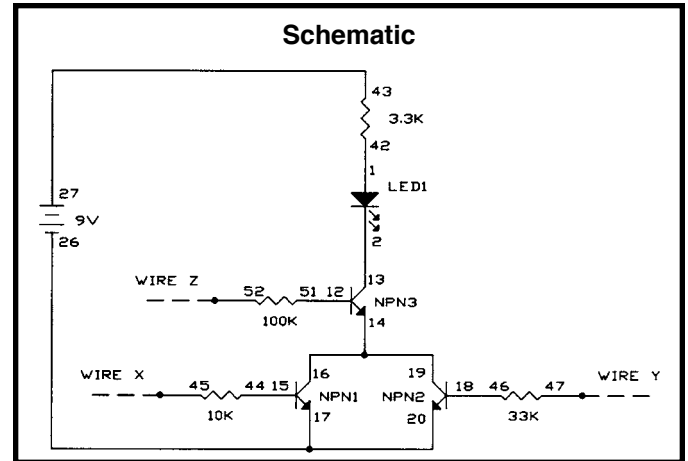 Schematic
43
3.3K
42
1
LED1
27
9V
26
2
WIRE Z
52 51 12 13
NPN3
100K
14
WIRE X
45 44 15 16
NPN1
10K
17
19
NPN2 18 46 47
WIRE Y
20
33K